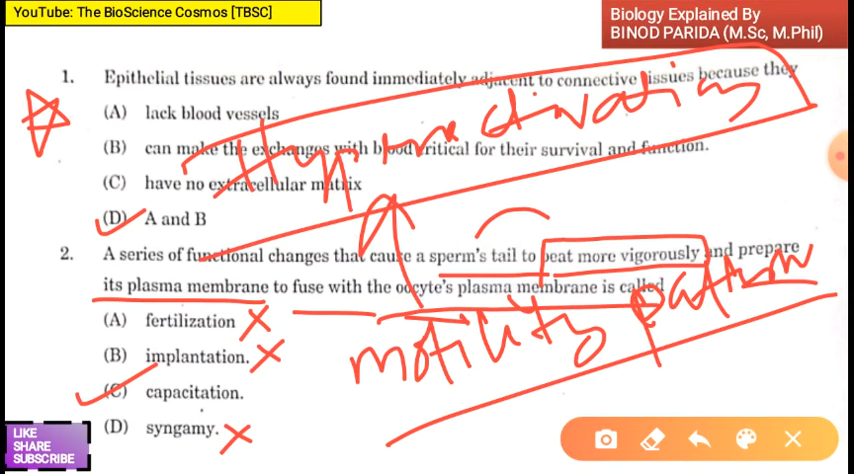 YouTube: The BioScience Cosmos [TBSC]
Biology Explained By
BINOD PARIDA (M.Sc, M.Phil)
1. Epithelial tissues are always found immediately adjacent to connective tissues because they
(A) lack blood vessels
(B) can make the exchanges with blood critical for their survival and function.
(C) have no extracellular matrix
(D) A and B
Hyperactivation
2. A series of functional changes that cause a sperm's tail to beat more vigorously and prepare
its plasma membrane to fuse with the oocyte's plasma membrane is called
(A) fertilization
(B) implantation.
(C) capacitation.
(D) syngamy.
motility pattern
LIKE
SHARE
SUBSCRIBE